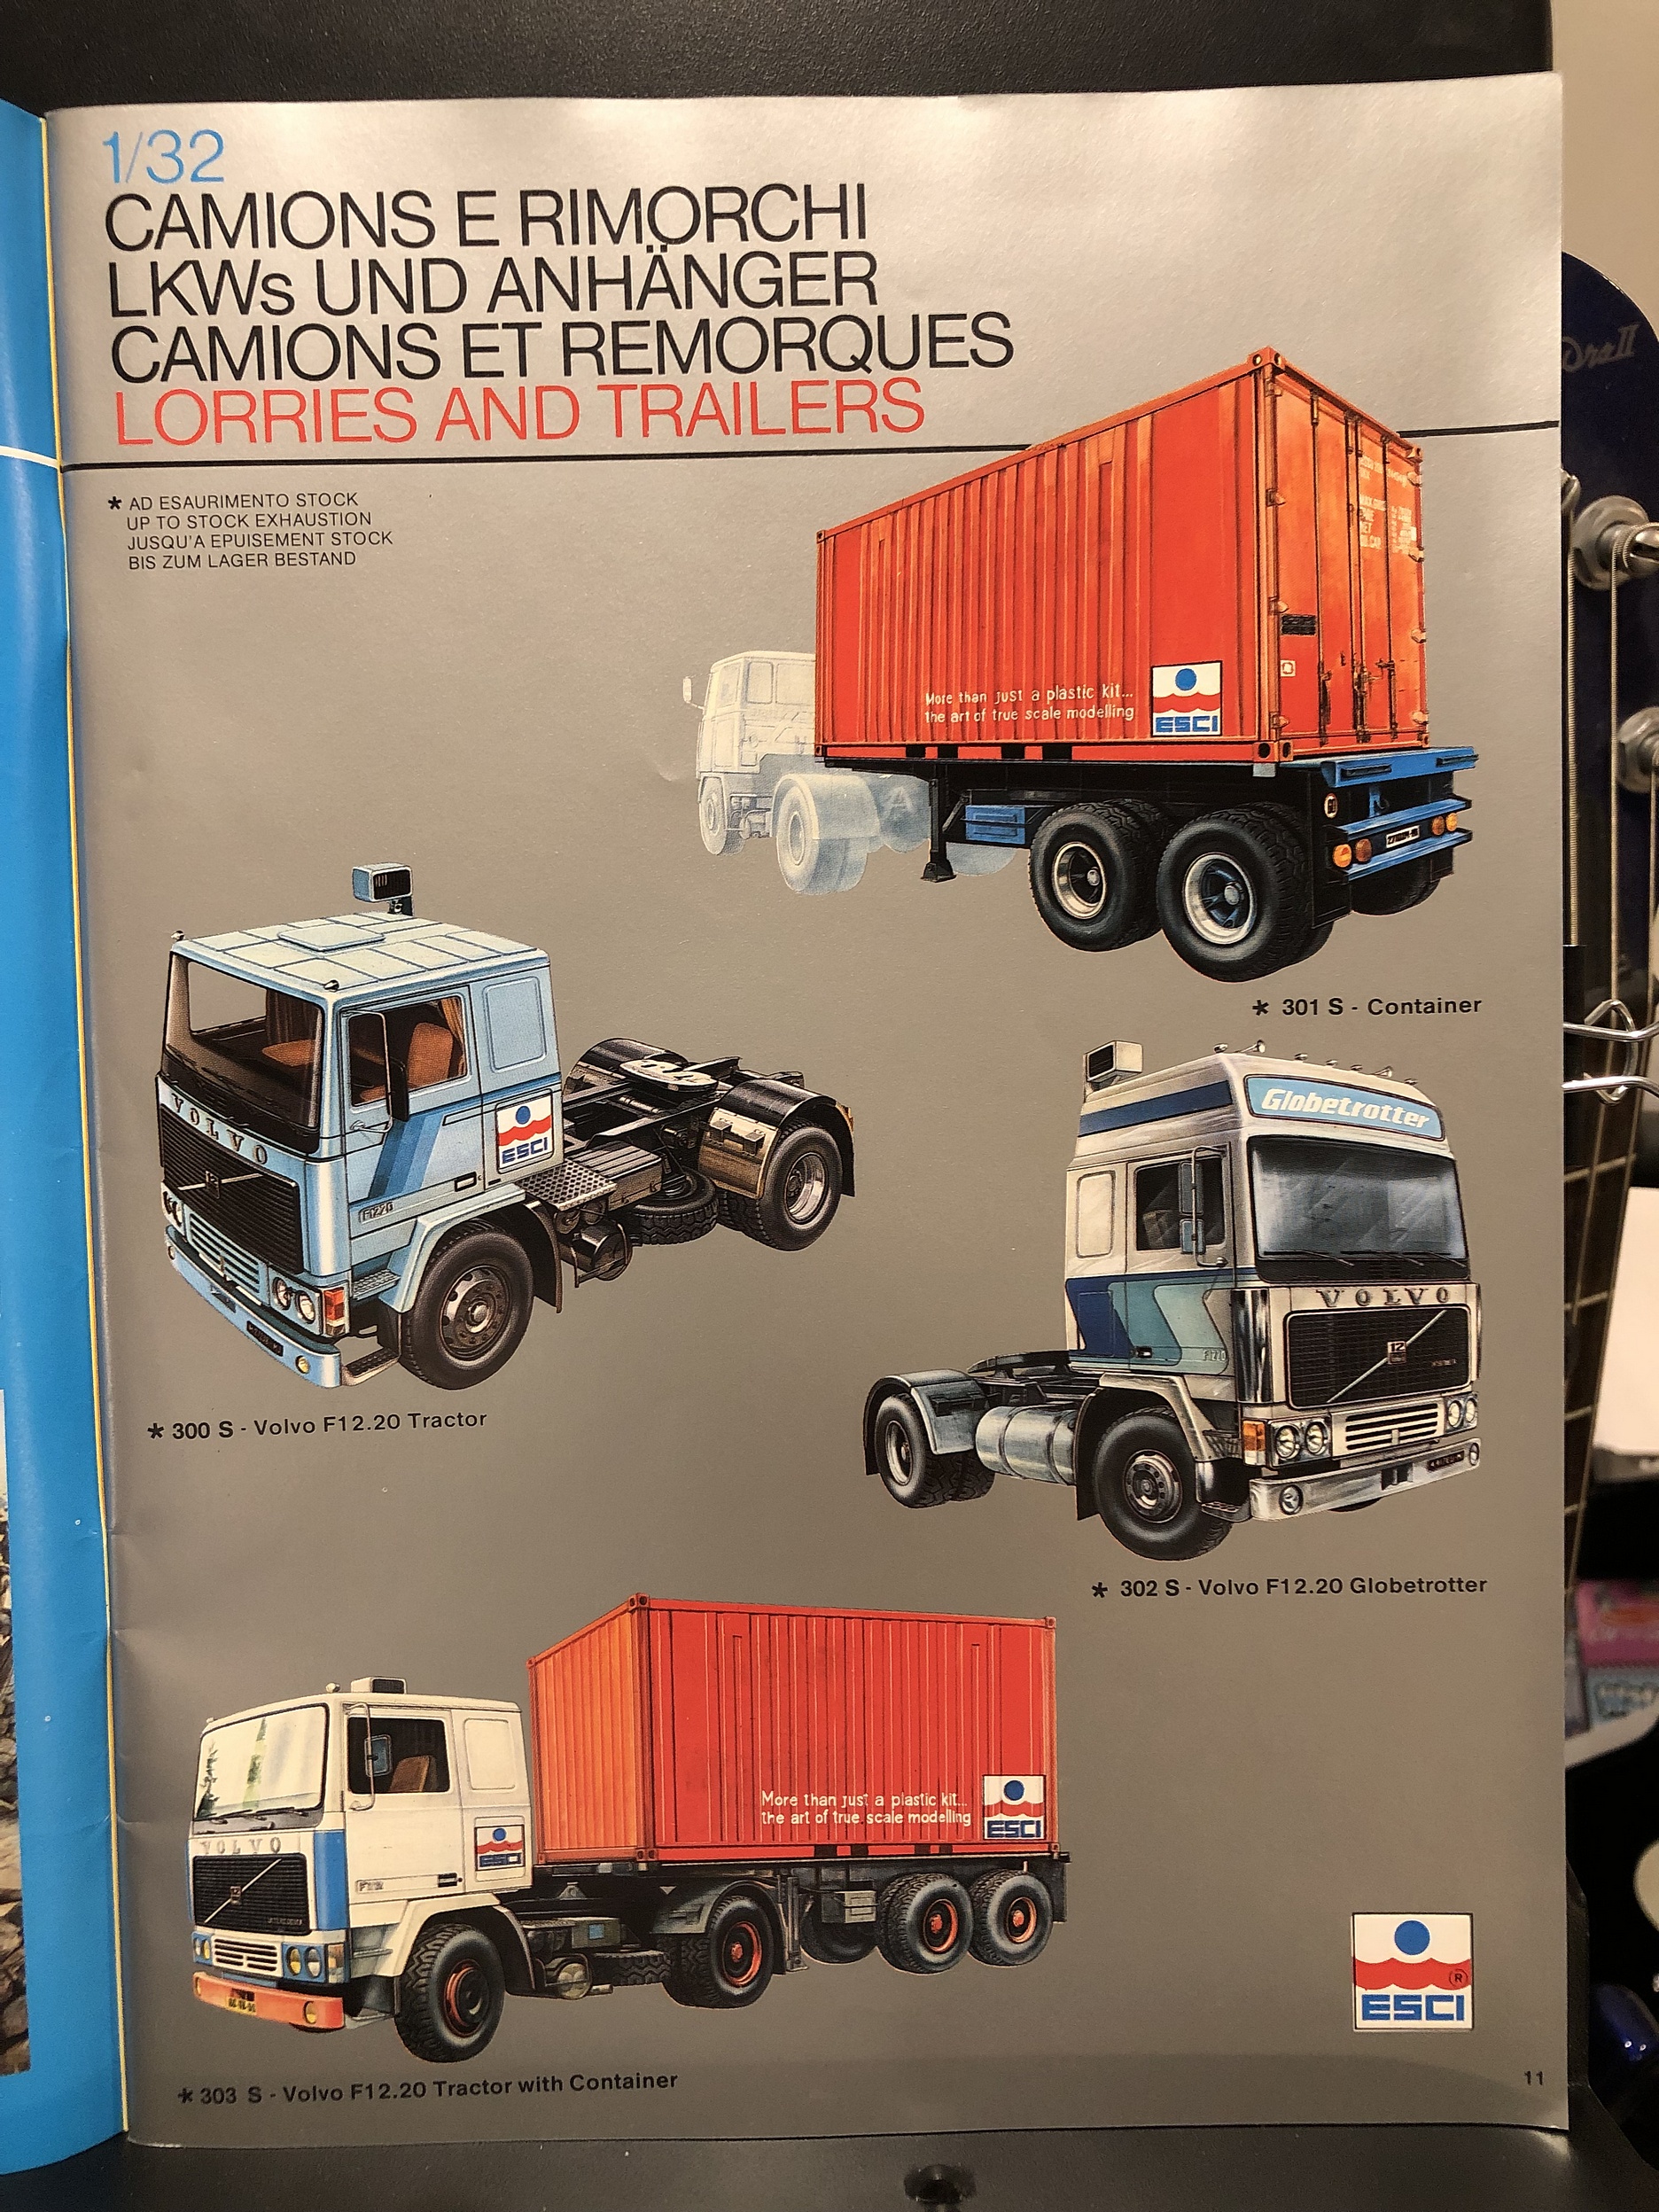 1/32
CAMIONS E RIMORCHI
LKWs UND ANHÄNGER
CAMIONS ET REMORQUES
LORRIES AND TRAILERS
* AD ESAURIMENTO STOCK
UP TO STOCK EXHAUSTION
JUSQU'A EPUISEMENT STOCK
BIS ZUM LAGER BESTAND
More than just a plastic kit...
the art of true scale modelling
ESCI
* 301 S - Container
VOLVO
ESCI
F1220
* 300 S - Volvo F12.20 Tractor
Globetrotter
VOLVO
12
* 302 S - Volvo F12.20 Globetrotter
More than just a plastic kit...
the art of true scale modelling
ESCI
VOLVO
ESCI
* 303 S - Volvo F12.20 Tractor with Container
®
ESCI
11